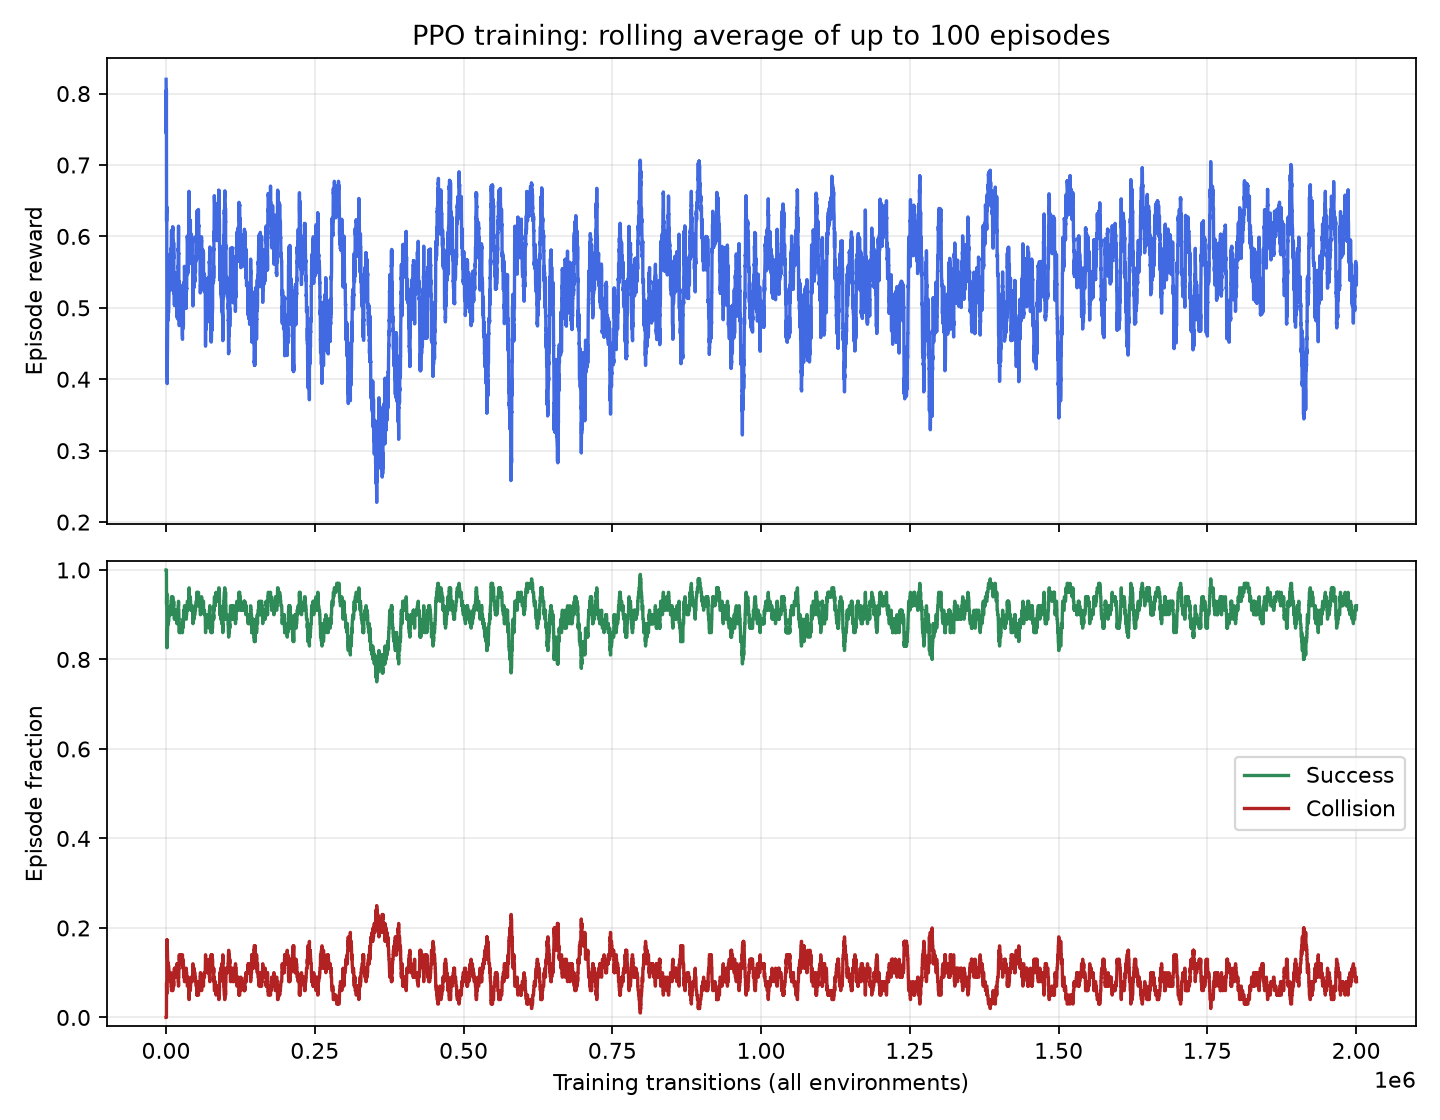 PPO training: rolling average of up to 100 episodes
Episode reward
0.8
0.7
0.6
0.5
0.4
0.3
0.2
Episode fraction
1.0
0.8
0.6
0.4
0.2
0.0
Success
Collision
0.00 0.25 0.50 0.75 1.00 1.25 1.50 1.75 2.00
Training transitions (all environments)
1e6